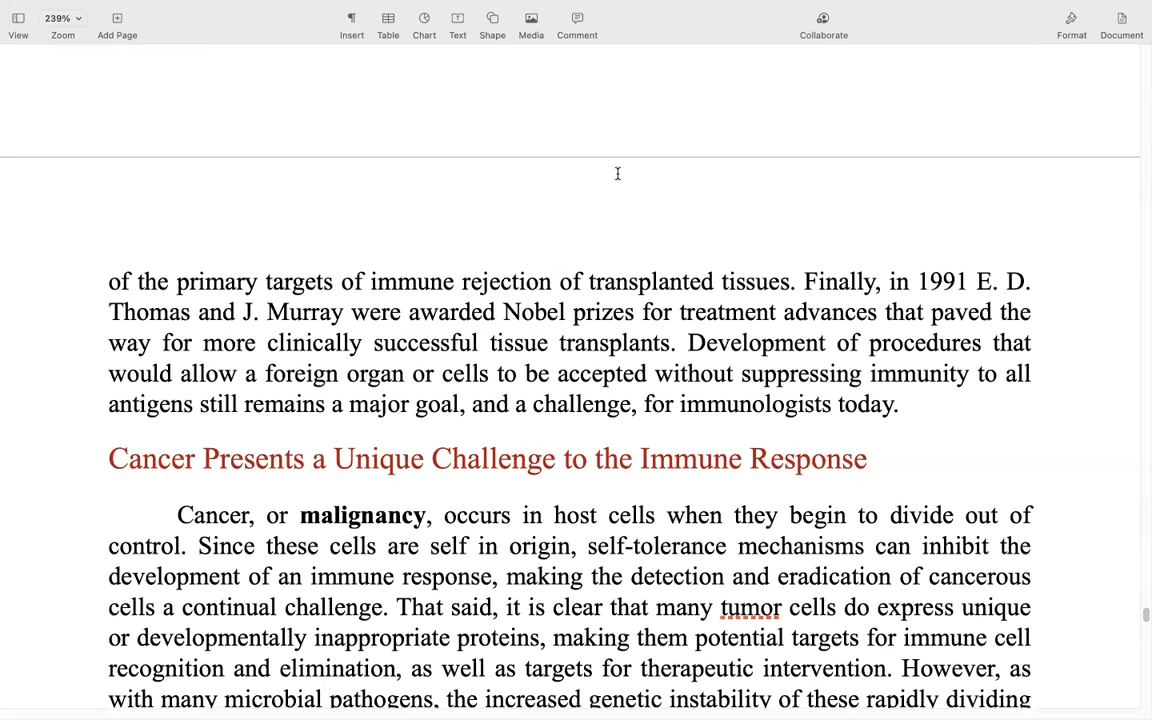 239%
View
Zoom
Add Page
Insert
Table
Chart
Text
Shape
Media
Comment
Collaborate
Format
Document
of the primary targets of immune rejection of transplanted tissues. Finally, in 1991 E. D.
Thomas and J. Murray were awarded Nobel prizes for treatment advances that paved the
way for more clinically successful tissue transplants. Development of procedures that
would allow a foreign organ or cells to be accepted without suppressing immunity to all
antigens still remains a major goal, and a challenge, for immunologists today.
Cancer Presents a Unique Challenge to the Immune Response
Cancer, or malignancy, occurs in host cells when they begin to divide out of
control. Since these cells are self in origin, self-tolerance mechanisms can inhibit the
development of an immune response, making the detection and eradication of cancerous
cells a continual challenge. That said, it is clear that many tumor cells do express unique
or developmentally inappropriate proteins, making them potential targets for immune cell
recognition and elimination, as well as targets for therapeutic intervention. However, as
with many microbial pathogens, the increased genetic instability of these rapidly dividing